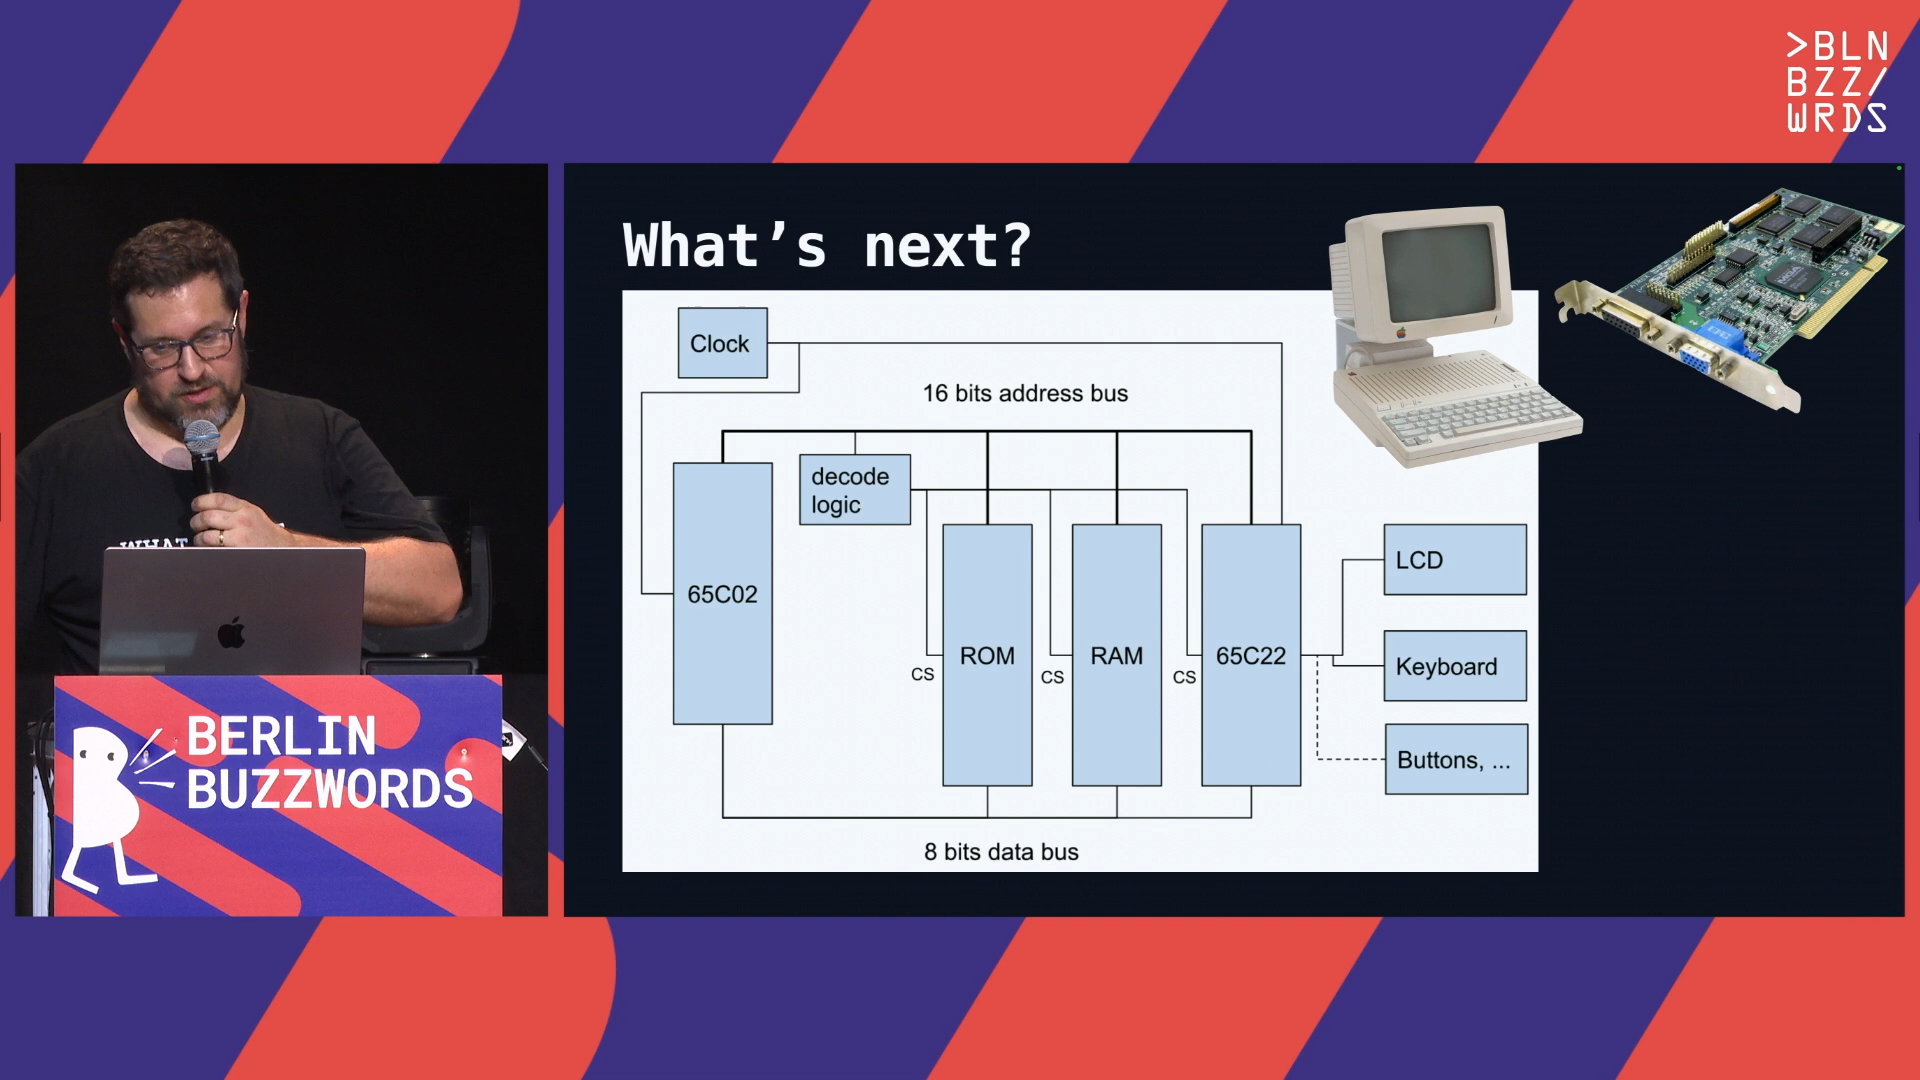 >BLN
BZZ/
WRDS
What's next?
Clock
16 bits address bus
decode
logic
65C02
ROM
RAM
65C22
CS
CS
CS
LCD
Keyboard
Buttons, ...
8 bits data bus
WHAT
BERLIN
BUZZWORDS